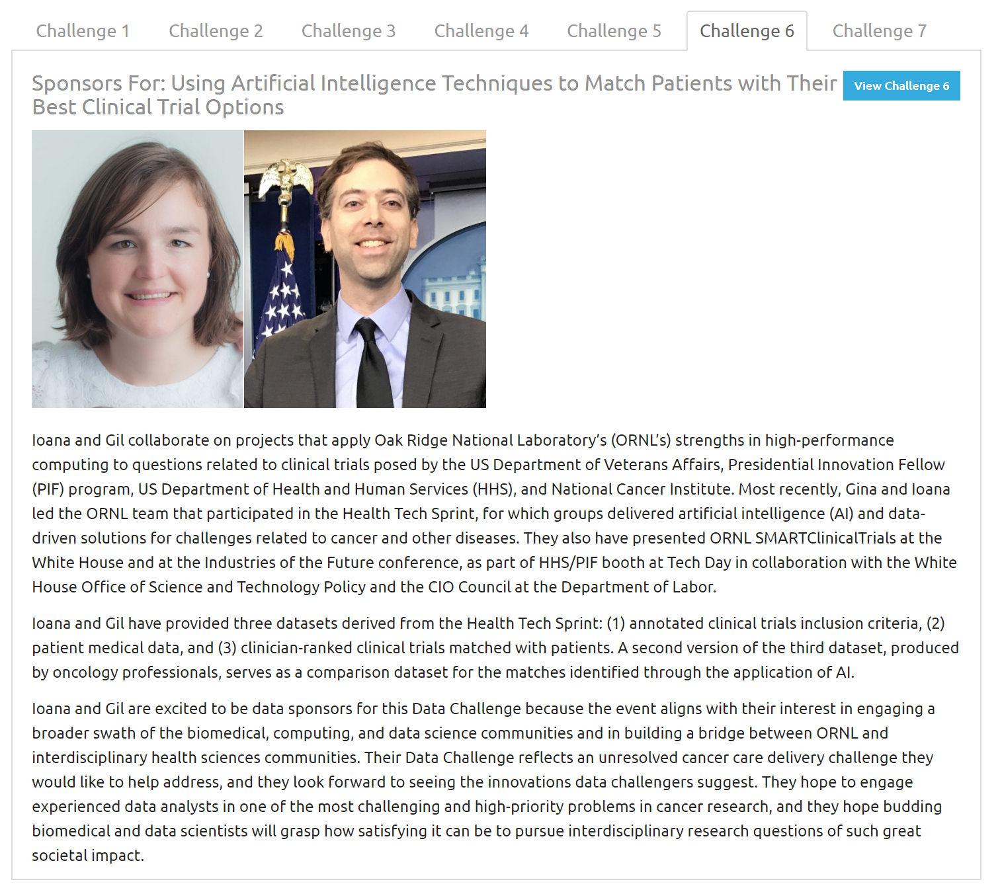 Challenge 1
Challenge 2
Challenge 3
Challenge 4
Challenge 5
Challenge 6
Challenge 7
Sponsors For: Using Artificial Intelligence Techniques to Match Patients with Their
Best Clinical Trial Options
View Challenge 6
Ioana and Gil collaborate on projects that apply Oak Ridge National Laboratory’s (ORNL’s) strengths in high-performance
computing to questions related to clinical trials posed by the US Department of Veterans Affairs, Presidential Innovation Fellow
(PIF) program, US Department of Health and Human Services (HHS), and National Cancer Institute. Most recently, Gina and Ioana
led the ORNL team that participated in the Health Tech Sprint, for which groups delivered artificial intelligence (AI) and data-
driven solutions for challenges related to cancer and other diseases. They also have presented ORNL SMARTClinicalTrials at the
White House and at the Industries of the Future conference, as part of HHS/PIF booth at Tech Day in collaboration with the White
House Office of Science and Technology Policy and the CIO Council at the Department of Labor.
Ioana and Gil have provided three datasets derived from the Health Tech Sprint: (1) annotated clinical trials inclusion criteria, (2)
patient medical data, and (3) clinician-ranked clinical trials matched with patients. A second version of the third dataset, produced
by oncology professionals, serves as a comparison dataset for the matches identified through the application of AI.
Ioana and Gil are excited to be data sponsors for this Data Challenge because the event aligns with their interest in engaging a
broader swath of the biomedical, computing, and data science communities and in building a bridge between ORNL and
interdisciplinary health sciences communities. Their Data Challenge reflects an unresolved cancer care delivery challenge they
would like to help address, and they look forward to seeing the innovations data challengers suggest. They hope to engage
experienced data analysts in one of the most challenging and high-priority problems in cancer research, and they hope budding
biomedical and data scientists will grasp how satisfying it can be to pursue interdisciplinary research questions of such great
societal impact.